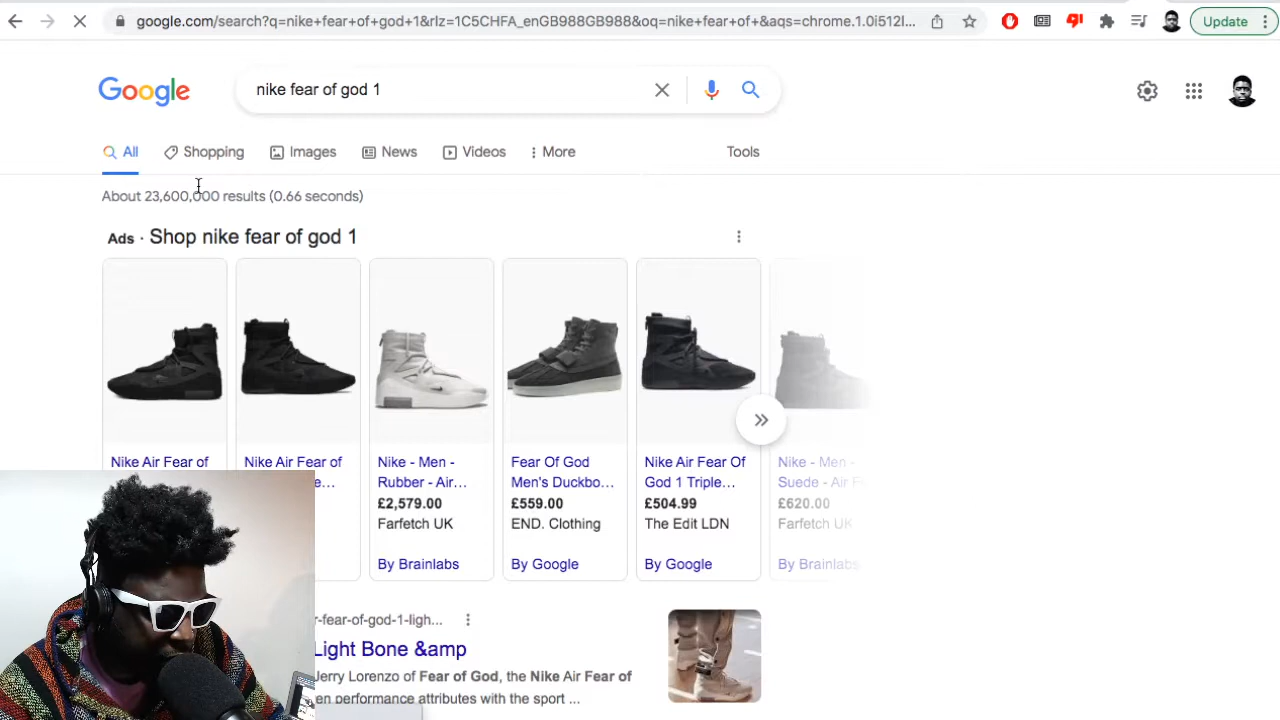 google.com/search?q=nike+fear+of+god+1&rlz=1C5CHFA_enGB988GB988&oq=nike+fear+of+&aqs=chrome.1.0i512l...
Update
Google
nike fear of god 1
All
Shopping
Images
News
Videos
More
Tools
About 23,600,000 results (0.66 seconds)
Ads · Shop nike fear of god 1
Nike Air Fear of
Nike Air Fear of
e...
Nike - Men -
Rubber - Air...
£2,579.00
Farfetch UK
By Brainlabs
Fear Of God
Men's Duckbo...
£559.00
END. Clothing
By Google
Nike Air Fear Of
God 1 Triple...
£504.99
The Edit LDN
By Google
Nike - Men -
Suede - Air F
£620.00
Farfetch UK
By Brainlabs
r-fear-of-god-1-ligh...
Light Bone &amp
Jerry Lorenzo of Fear of God, the Nike Air Fear of
en performance attributes with the sport ...